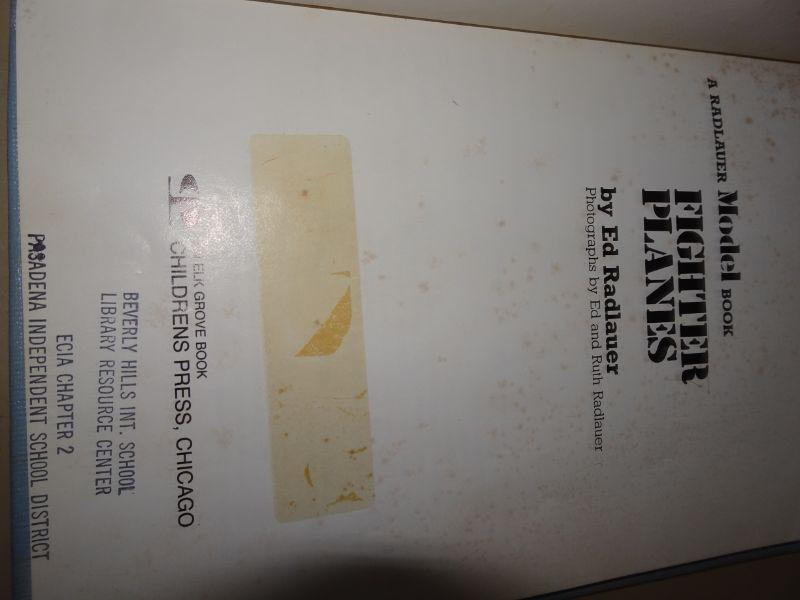 A RADLAUER Model BOOK
FIGHTER
PLANES
by Ed Radlauer
Photographs by Ed and Ruth Radlauer
ELK GROVE BOOK
CHILDRENS PRESS, CHICAGO
BEVERLY HILLS INT. SCHOOL
LIBRARY RESOURCE CENTER
ECIA CHAPTER 2
PASADENA INDEPENDENT SCHOOL DISTRICT